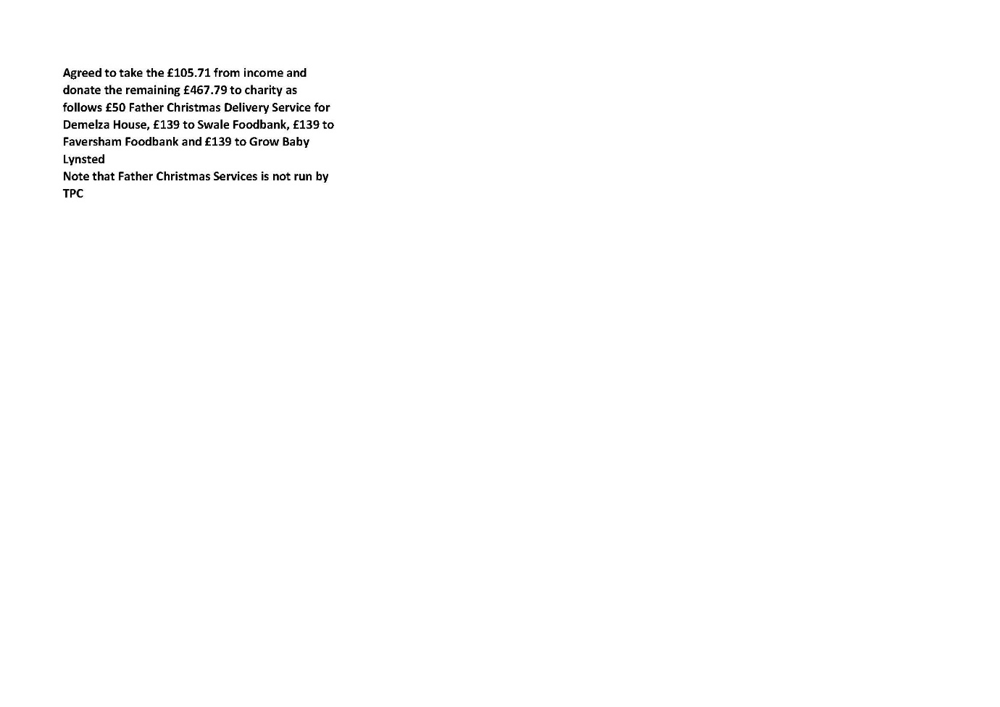 Agreed to take the £105.71 from income and
donate the remaining £467.79 to charity as
follows £50 Father Christmas Delivery Service for
Demelza House, £139 to Swale Foodbank, £139 to
Faversham Foodbank and £139 to Grow Baby
Lynsted
Note that Father Christmas Services is not run by
TPC